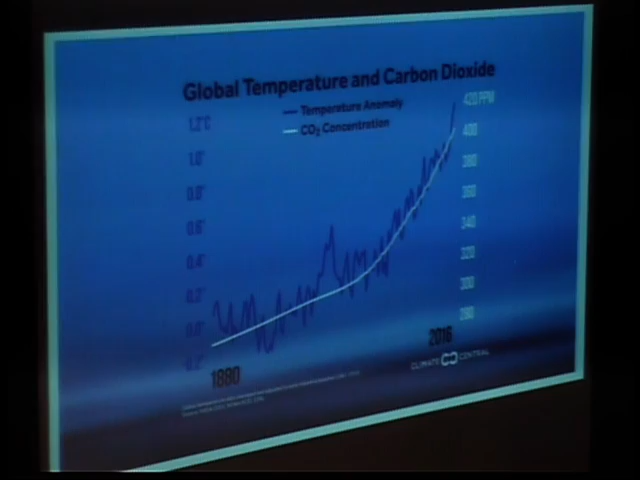 Global Temperature and Carbon Dioxide
Temperature Anomaly
CO₂ Concentration
1.2°C
1.0°
0.8°
0.6°
0.4°
0.2°
0.0°
420 PPM
400
380
360
340
320
300
280
1880
2016
CLIMATE CENTRAL